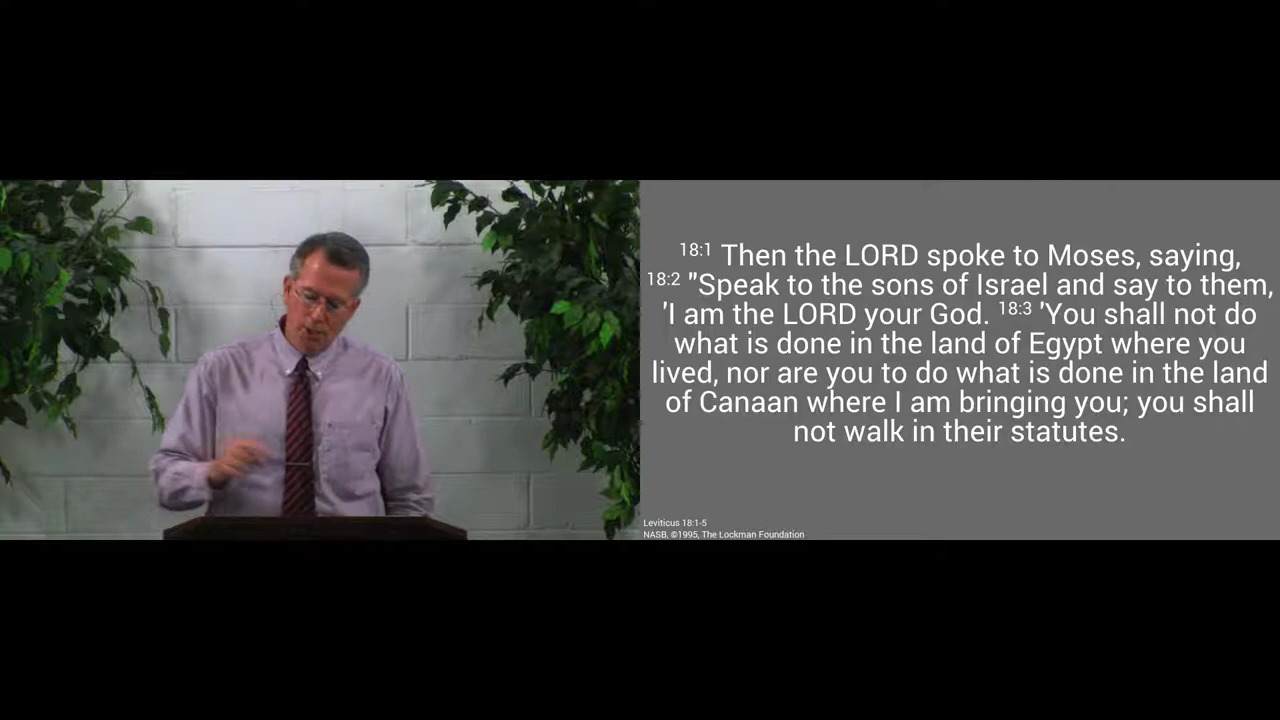 18:1 Then the LORD spoke to Moses, saying,
18:2 "Speak to the sons of Israel and say to them,
'I am the LORD your God. 18:3 'You shall not do
what is done in the land of Egypt where you
lived, nor are you to do what is done in the land
of Canaan where I am bringing you; you shall
not walk in their statutes.
Leviticus 18:1-5
NASB, ©1995, The Lockman Foundation